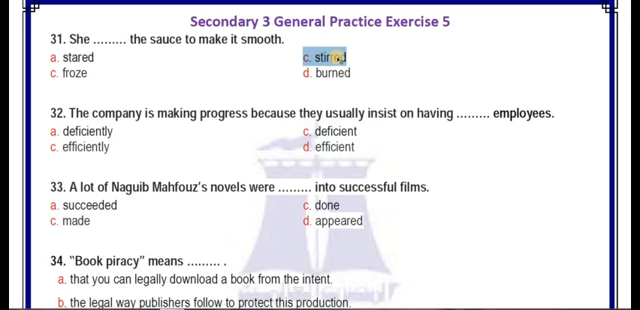 Secondary 3 General Practice Exercise 5
31. She ……... the sauce to make it smooth.
a. stared c. stirred
c. froze d. burned
32. The company is making progress because they usually insist on having ……... employees.
a. deficiently c. deficient
c. efficiently d. efficient
33. A lot of Naguib Mahfouz's novels were ……... into successful films.
a. succeeded c. done
c. made d. appeared
34. “Book piracy” means ……... .
a. that you can legally download a book from the intent.
b. the legal way publishers follow to protect this production.